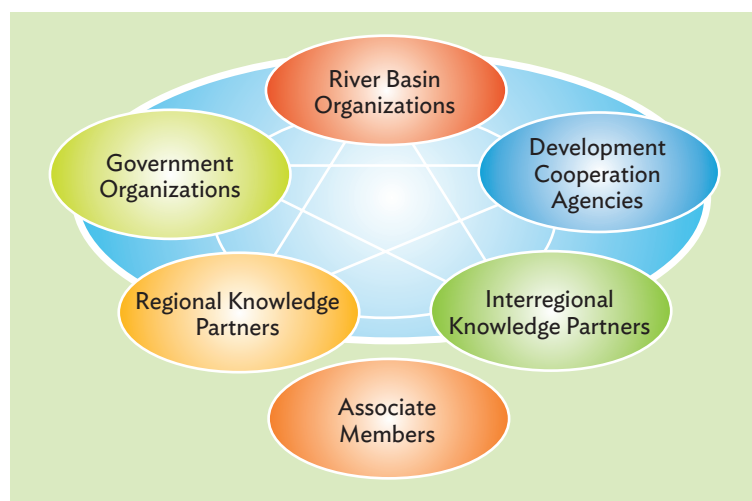 River Basin
Organizations
Government
Organizations
Development
Cooperation
Agencies
Regional Knowledge
Partners
Interregional
Knowledge Partners
Associate
Members